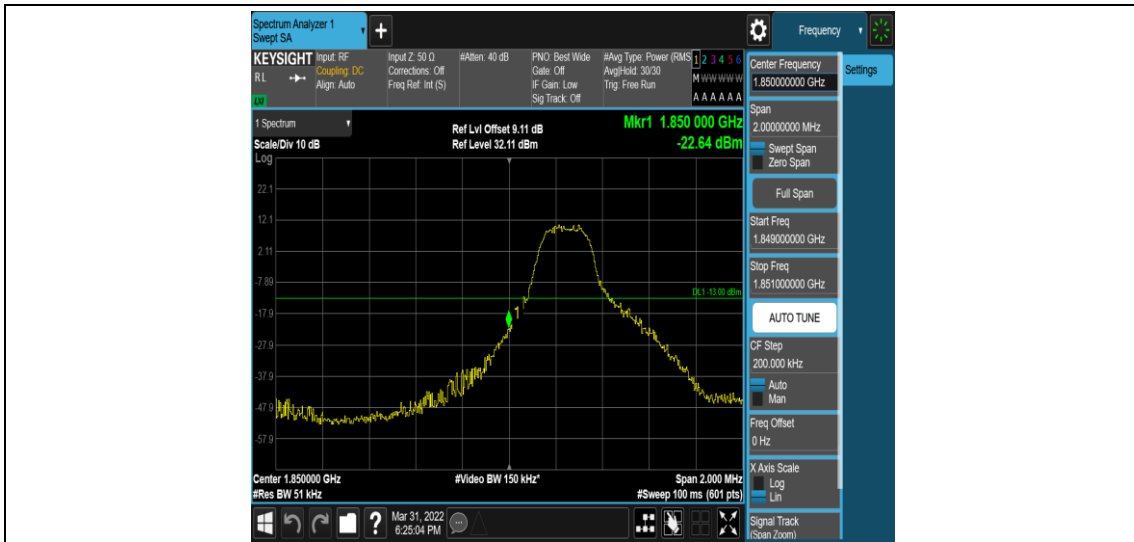 Spectrum Analyzer 1
Swept SA
+
Frequency
KEYSIGHT
RL
LXI
Input: RF
Coupling: DC
Align: Auto
Input Z: 50 Ω
Corrections: Off
Freq Ref: Int (S)
#Atten: 40 dB
PNO: Best Wide
Gate: Off
IF Gain: Low
Sig Track: Off
#Avg Type: Power (RMS
Avg|Hold: 30/30
Trig: Free Run
1 2 3 4 5 6
M W W W W W
A A A A A A
Center Frequency
1.850000000 GHz
Settings
1 Spectrum
Scale/Div 10 dB
Ref Lvl Offset 9.11 dB
Ref Level 32.11 dBm
Mkr1 1.850 000 GHz
-22.64 dBm
Log
22.1
12.1
2.11
-7.89
-17.9
-27.9
-37.9
-47.9
-57.9
DL1 -13.00 dBm
1
Center 1.850000 GHz
#Res BW 51 kHz
#Video BW 150 kHz*
Span 2.000 MHz
#Sweep 100 ms (601 pts)
Span
2.00000000 MHz
Swept Span
Zero Span
Full Span
Start Freq
1.849000000 GHz
Stop Freq
1.851000000 GHz
AUTO TUNE
CF Step
200.000 kHz
Auto
Man
Freq Offset
0 Hz
X Axis Scale
Log
Lin
Signal Track
(Span Zoom)
?
Mar 31, 2022
6:25:04 PM